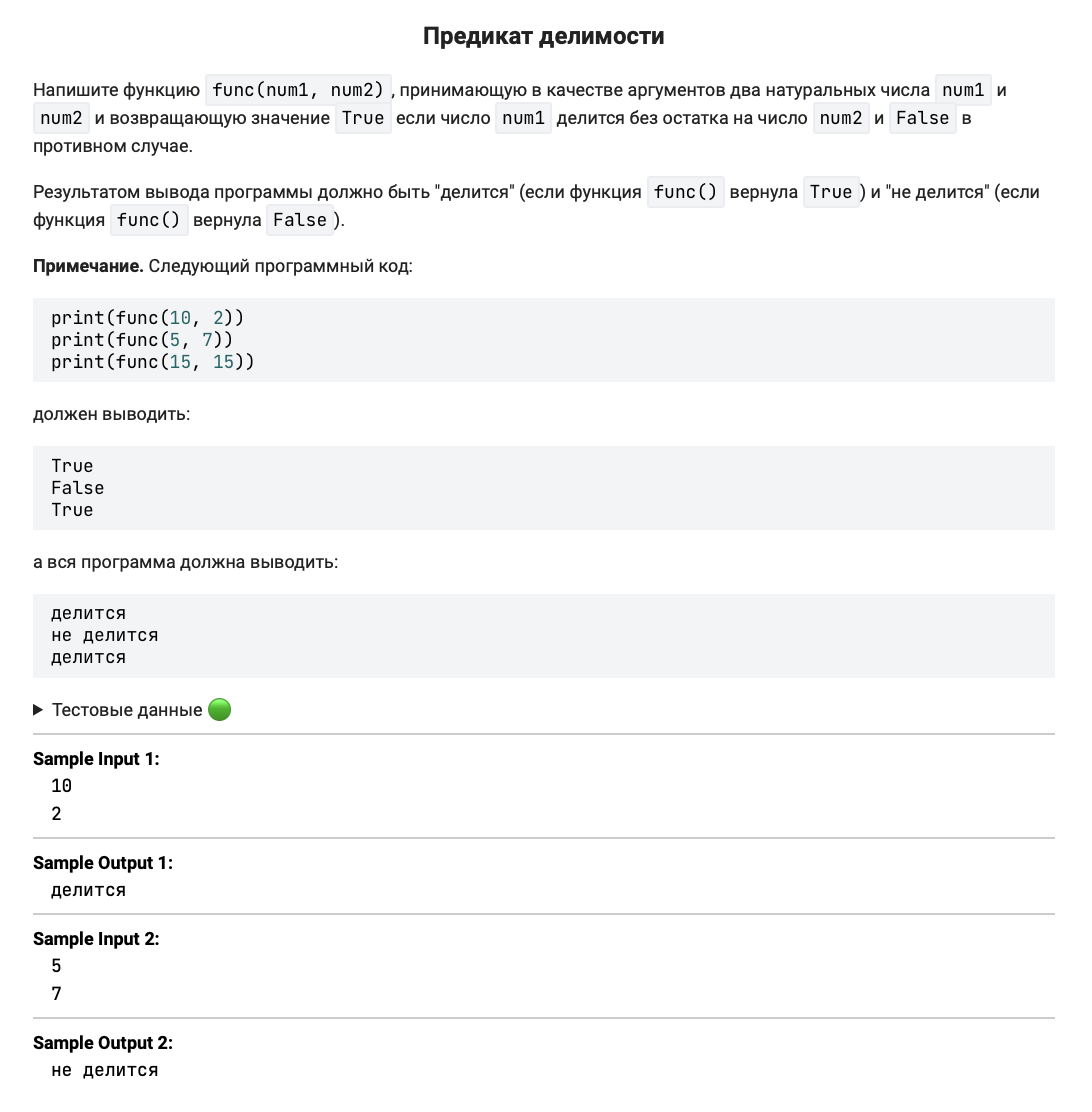 Предикат делимости
Напишите функцию func(num1, num2), принимающую в качестве аргументов два натуральных числа num1 и
num2 и возвращающую значение True если число num1 делится без остатка на число num2 и False в
противном случае.
Результатом вывода программы должно быть "делится" (если функция func() вернула True) и "не делится" (если
функция func() вернула False).
Примечание. Следующий программный код:
print(func(10, 2))
print(func(5, 7))
print(func(15, 15))
должен выводить:
True
False
True
а вся программа должна выводить:
делится
не делится
делится
Тестовые данные
Sample Input 1:
10
2
Sample Output 1:
делится
Sample Input 2:
5
7
Sample Output 2:
не делится